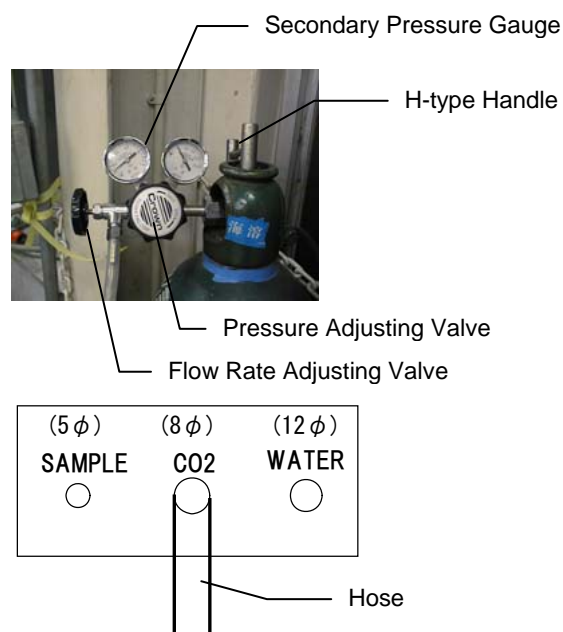 Secondary Pressure Gauge
H-type Handle
Crown
Pressure Adjusting Valve
Flow Rate Adjusting Valve
(5φ) (8φ) (12φ)
SAMPLE CO2 WATER
Hose